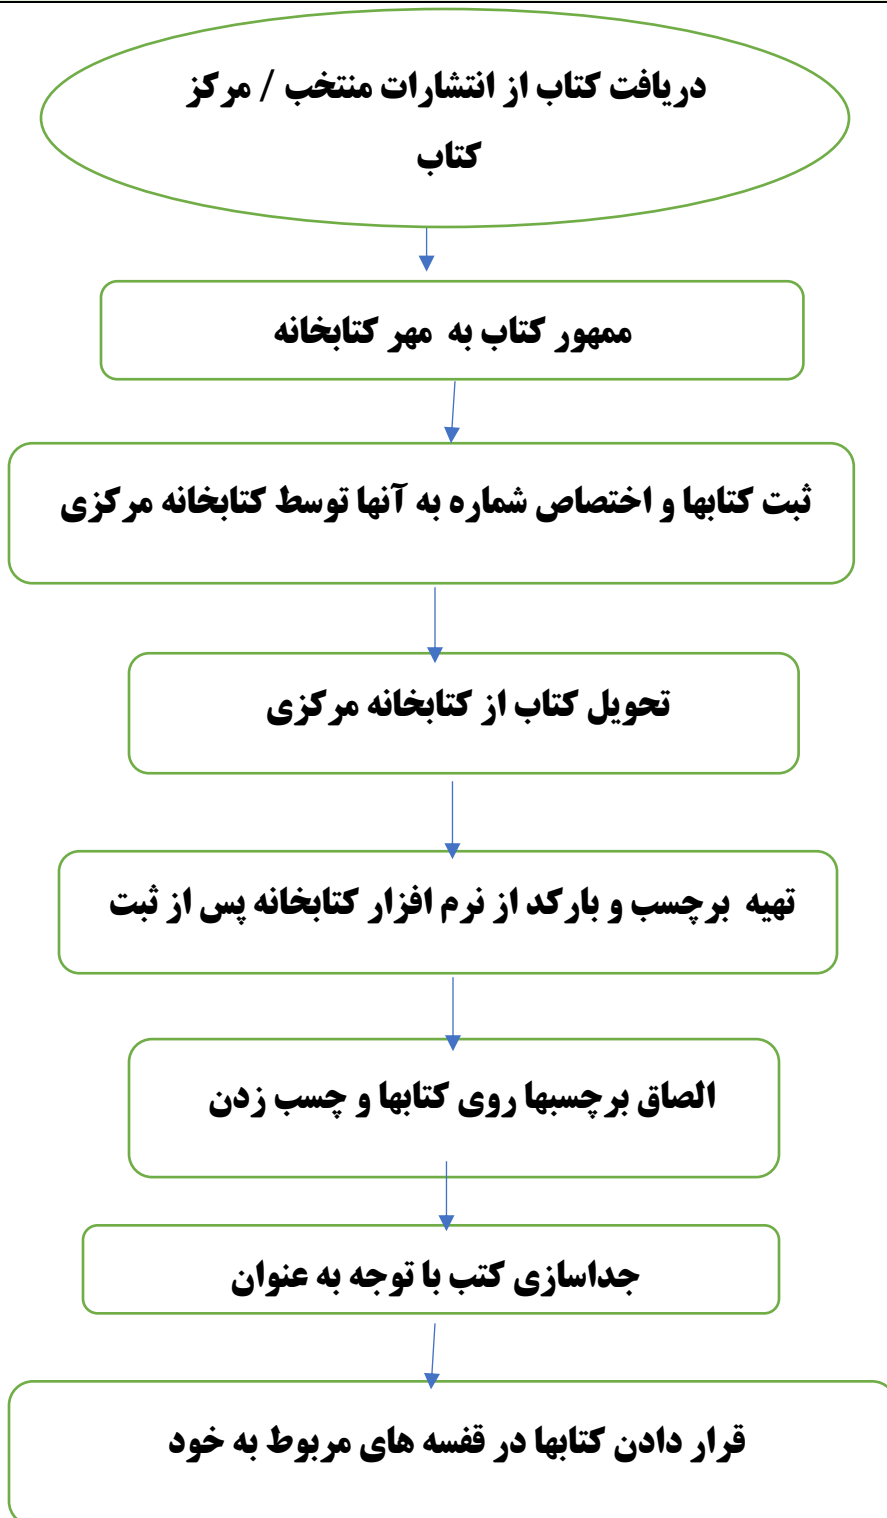 دریافت کتاب از انتشارات منتخب / مرکز
کتاب
ممهور کتاب به مهر کتابخانه
ثبت کتابها و اختصاص شماره به آنها توسط کتابخانه مرکزی
تحویل کتاب از کتابخانه مرکزی
تهیه برچسب و بارکد از نرم افزار کتابخانه پس از ثبت
الصاق برچسبها روی کتابها و چسب زدن
جداسازی کتب با توجه به عنوان
قرار دادن کتابها در قفسه های مربوط به خود